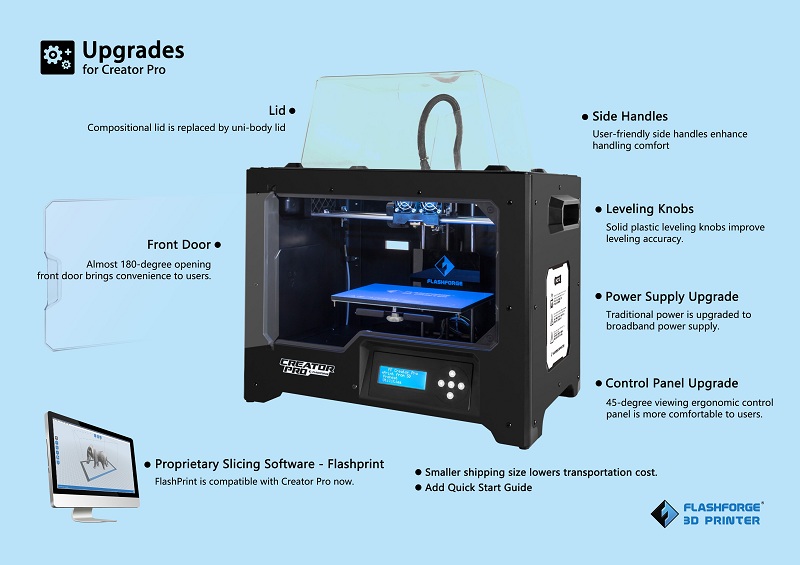 Upgrades
for Creator Pro
Lid
Compositional lid is replaced by uni-body lid
Side Handles
User-friendly side handles enhance
handling comfort
Front Door
Almost 180-degree opening
front door brings convenience to users.
Leveling Knobs
Solid plastic leveling knobs improve
leveling accuracy.
FLASHFORGE
Power Supply Upgrade
Traditional power is upgraded to
broadband power supply.
CREATOR
PRO
Control Panel Upgrade
45-degree viewing ergonomic control
panel is more comfortable to users.
Proprietary Slicing Software - Flashprint
FlashPrint is compatible with Creator Pro now.
Smaller shipping size lowers transportation cost.
Add Quick Start Guide
FLASHFORGE®
3D PRINTER